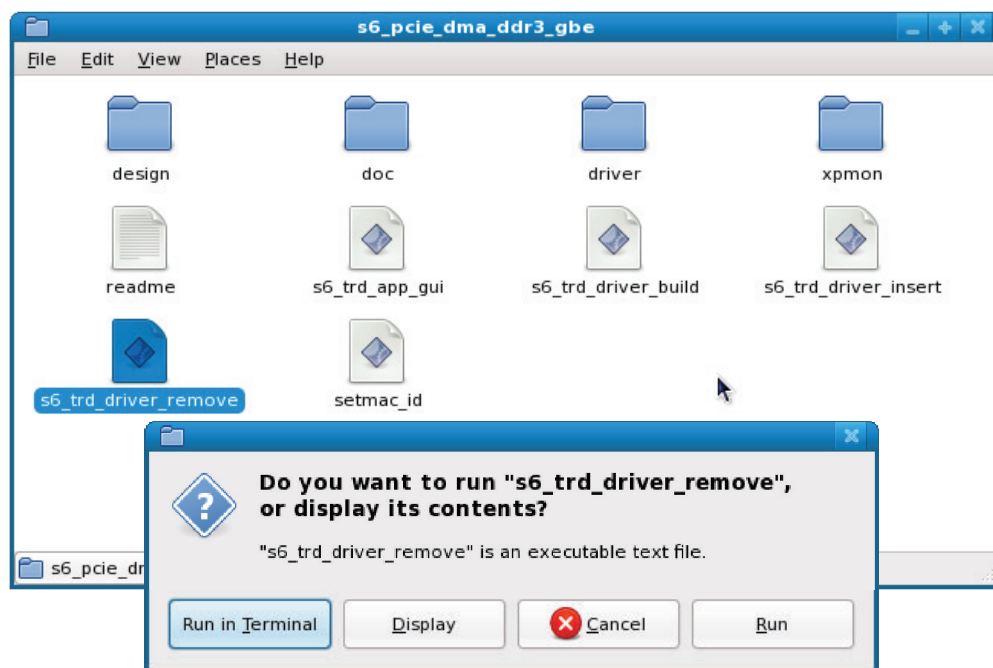 s6_pcie_dma_ddr3_gbe
File Edit View Places Help
design doc driver xpmon
readme s6_trd_app_gui s6_trd_driver_build s6_trd_driver_insert
s6_trd_driver_remove setmac_id
Do you want to run "s6_trd_driver_remove",
or display its contents?
"s6_trd_driver_remove" is an executable text file.
s6_pcie_dr
Run in Terminal Display Cancel Run